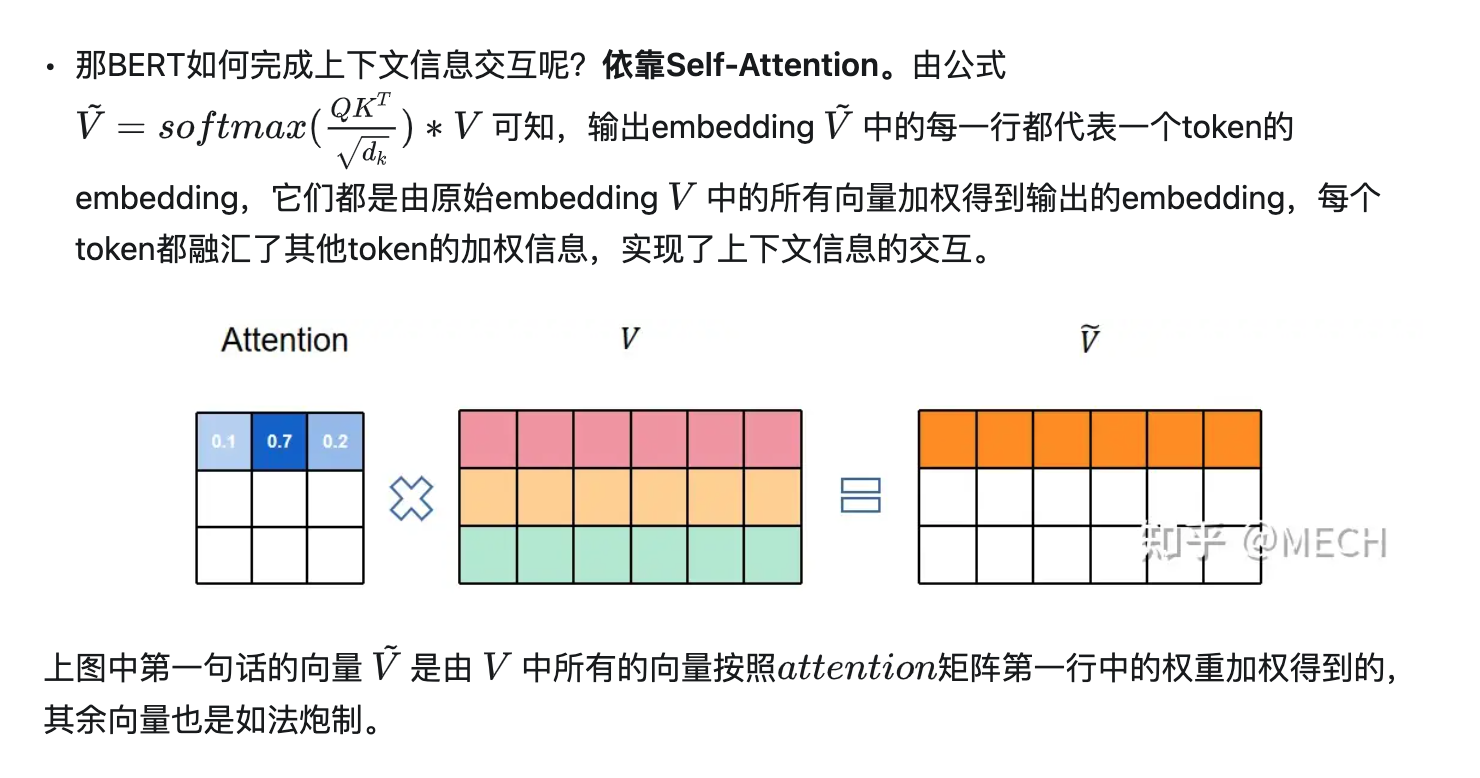 • 那BERT如何完成上下文信息交互呢？依靠Self-Attention。由公式
$\tilde{V} = softmax(\frac{QK^T}{\sqrt{d_k}}) * V$ 可知，输出embedding $\tilde{V}$ 中的每一行都代表一个token的
embedding，它们都是由原始embedding $V$ 中的所有向量加权得到输出的embedding，每个
token都融汇了其他token的加权信息，实现了上下文信息的交互。
Attention V $\tilde{V}$
0.1 0.7 0.2
知乎 @MECH
上图中第一句话的向量 $\tilde{V}$ 是由 $V$ 中所有的向量按照attention矩阵第一行中的权重加权得到的，
其余向量也是如法炮制。